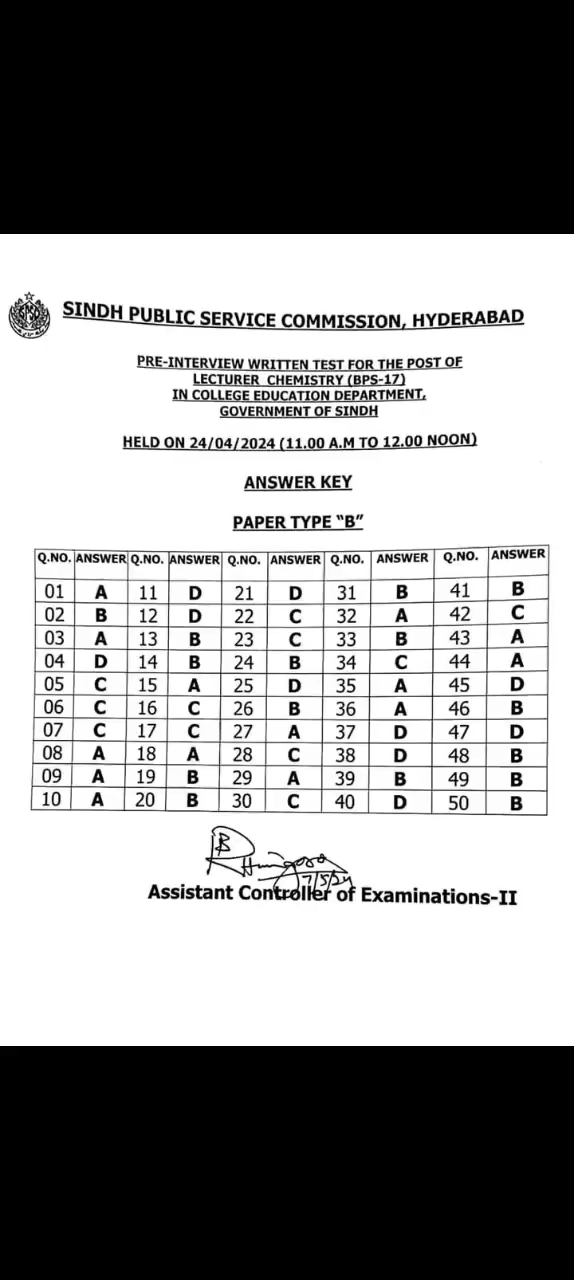 SINDH PUBLIC SERVICE COMMISSION, HYDERABAD
PRE-INTERVIEW WRITTEN TEST FOR THE POST OF
LECTURER CHEMISTRY (BPS-17)
IN COLLEGE EDUCATION DEPARTMENT,
GOVERNMENT OF SINDH
HELD ON 24/04/2024 (11.00 A.M TO 12.00 NOON)
ANSWER KEY
PAPER TYPE “B”
Q.NO. ANSWER Q.NO. ANSWER Q.NO. ANSWER Q.NO. ANSWER Q.NO. ANSWER
01 A 11 D 21 D 31 B 41 B
02 B 12 D 22 C 32 A 42 C
03 A 13 B 23 C 33 B 43 A
04 D 14 B 24 B 34 C 44 A
05 C 15 A 25 D 35 A 45 D
06 C 16 C 26 B 36 A 46 B
07 C 17 C 27 A 37 D 47 D
08 A 18 A 28 C 38 D 48 B
09 A 19 B 29 A 39 B 49 B
10 A 20 B 30 C 40 D 50 B
7/5/24
Assistant Controller of Examinations-II